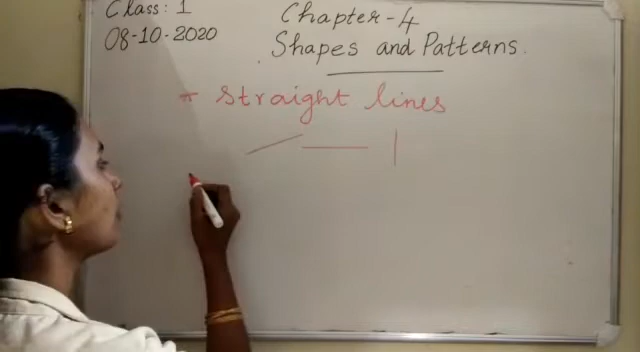 Class: 1
08-10-2020
Chapter-4
Shapes and Patterns.
* straight lines